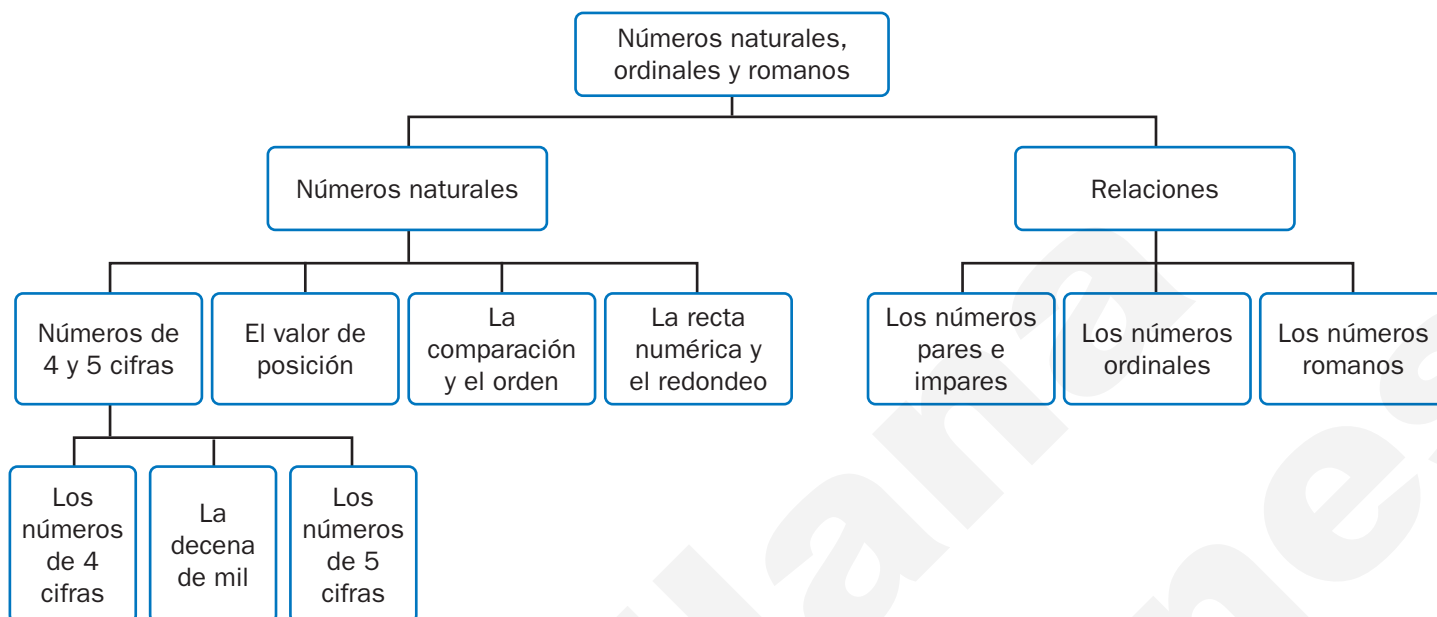 Números naturales,
ordinales y romanos
Números naturales
Relaciones
Números de
4 y 5 cifras
El valor de
posición
La
comparación
y el orden
La recta
numérica y
el redondeo
Los números
pares e
impares
Los números
ordinales
Los números
romanos
Los
números
de 4
cifras
La
decena
de mil
Los
números
de 5
cifras